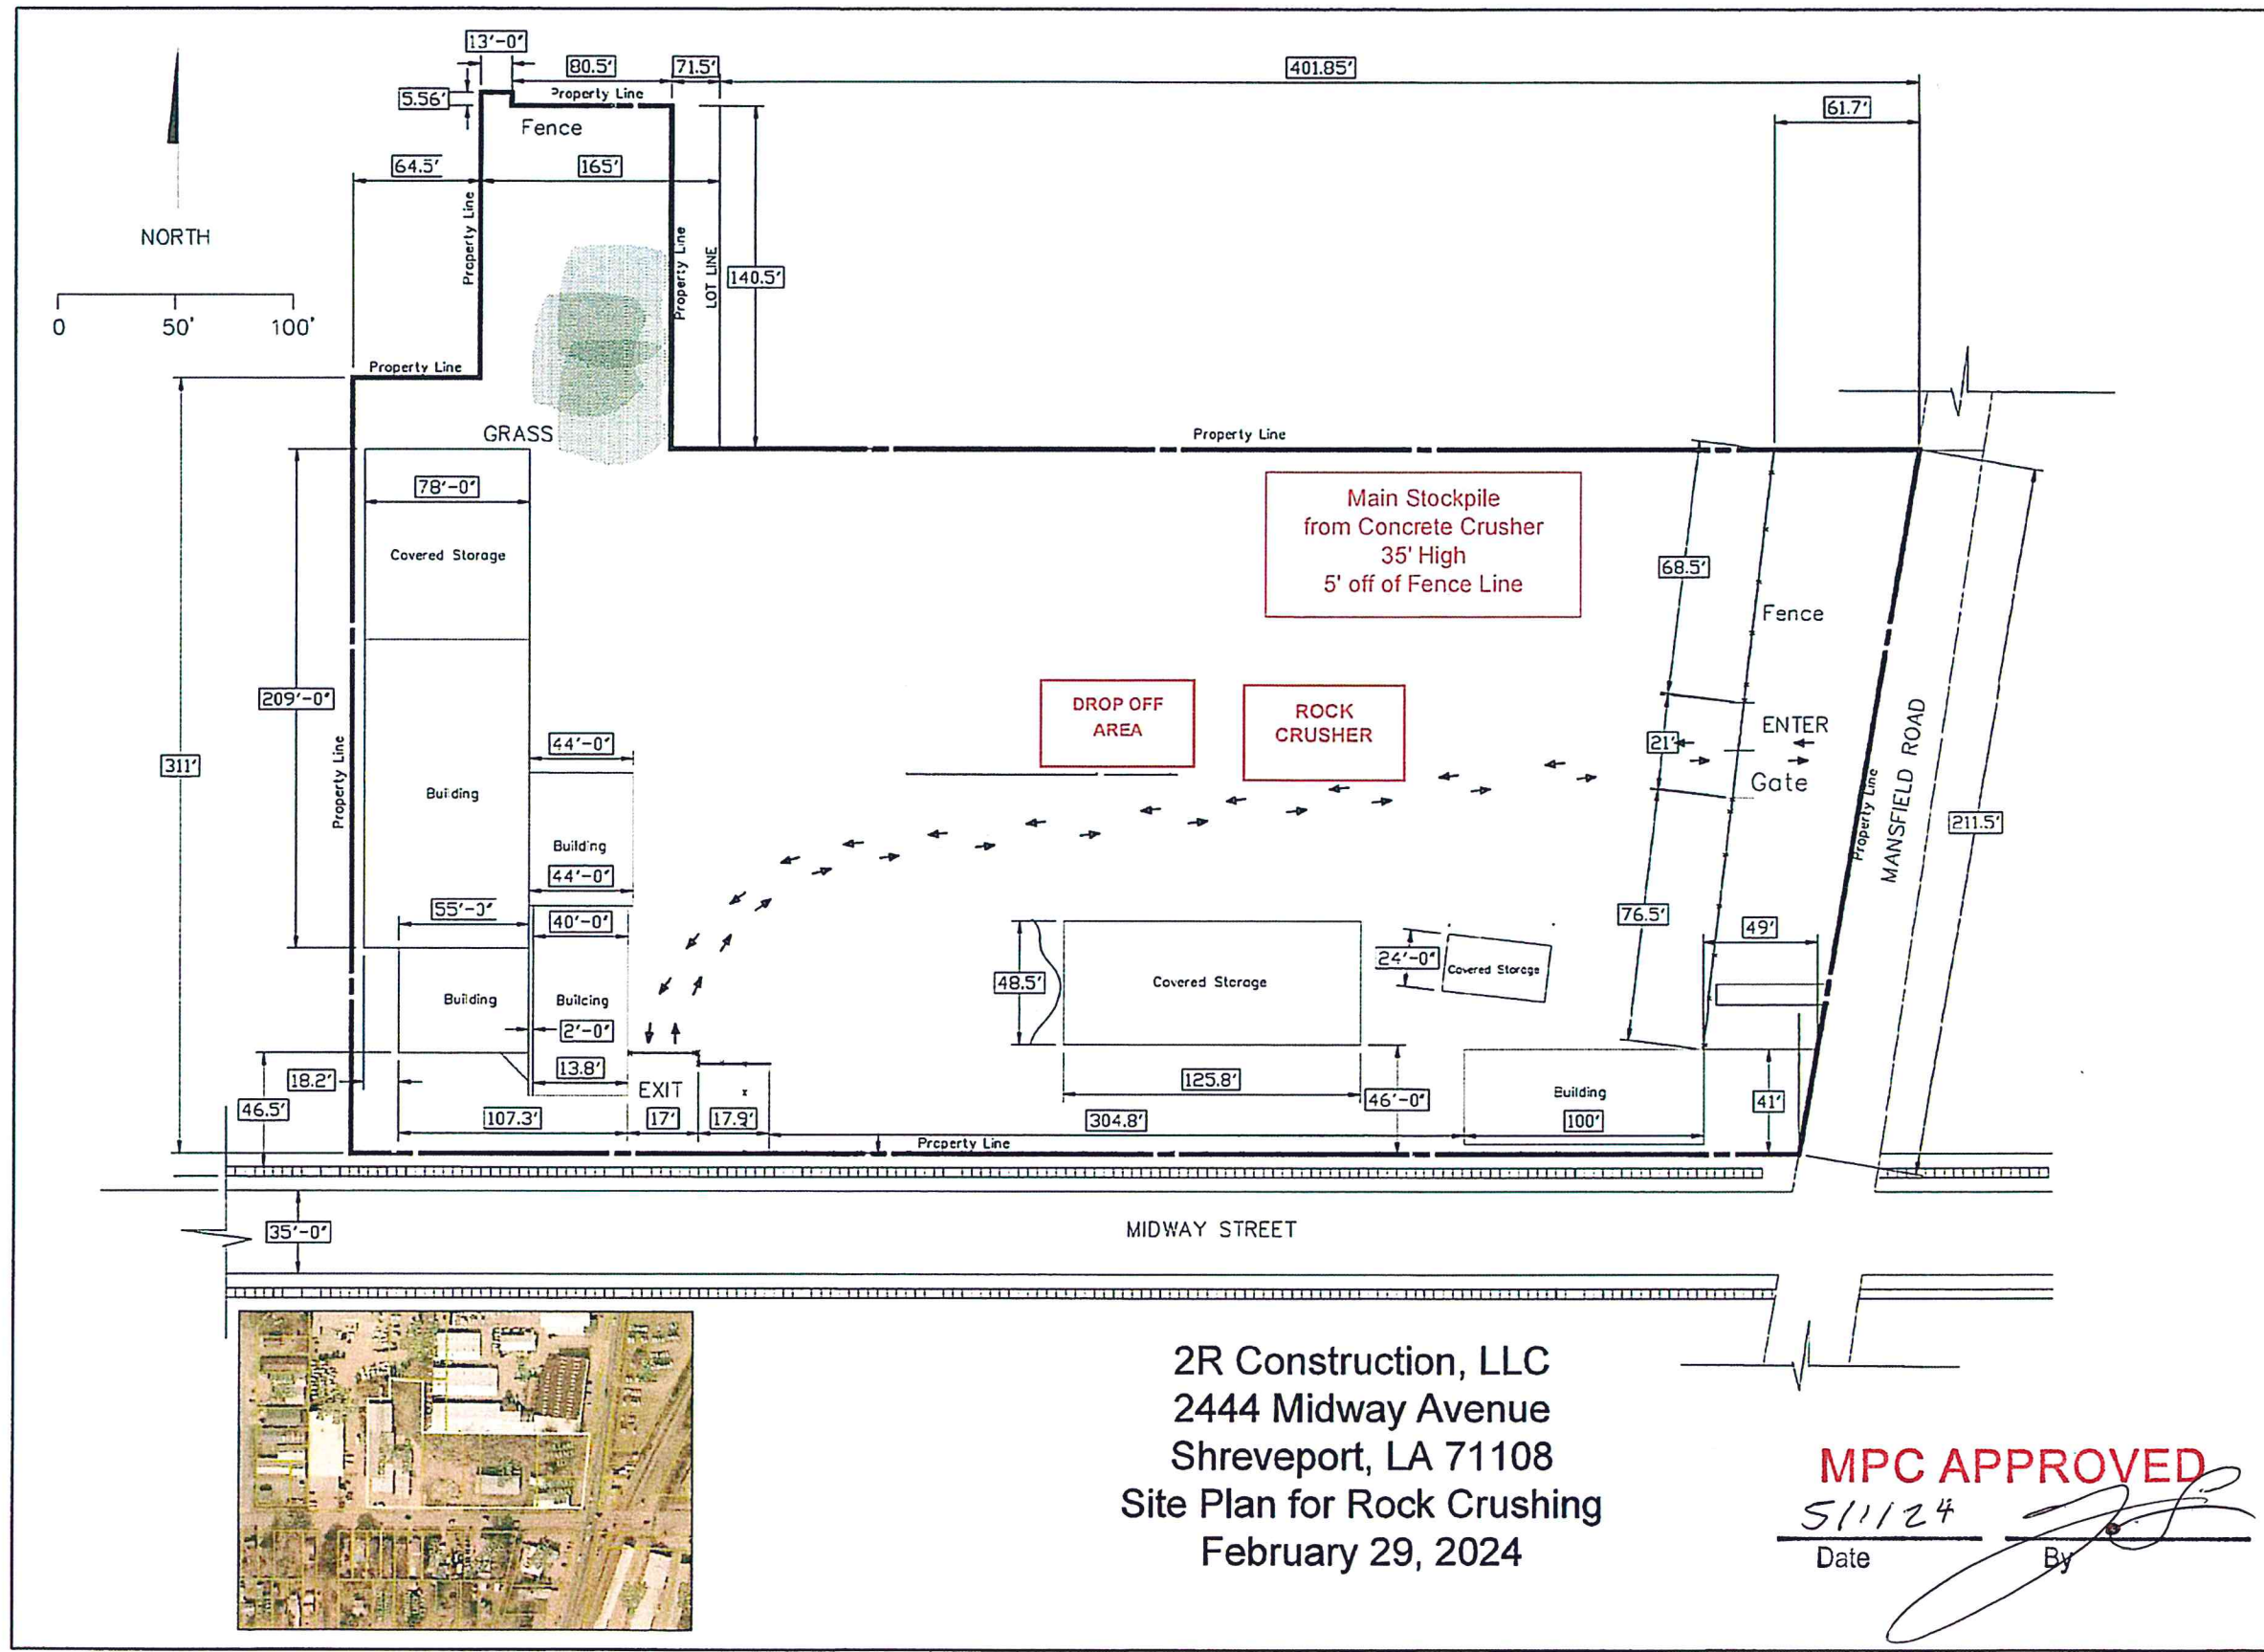 13'-0"
80.5'
71.5'
401.85'
5.56'
Property Line
61.7'
Fence
64.5'
165'
Property Line
Property Line
LOT LINE
140.5'
NORTH
0 50' 100'
Property Line
GRASS
Property Line
78'-0"
Main Stockpile
from Concrete Crusher
35' High
5' off of Fence Line
Covered Storage
68.5'
Fence
209'-0"
DROP OFF
AREA
ROCK
CRUSHER
ENTER
21'
Gate
44'-0"
311'
Property Line
Building
Building
44'-0"
Property Line
MANSFIELD ROAD
211.5'
55'-0"
40'-0"
76.5'
49'
48.5'
Covered Storage
24'-0"
Covered Storage
Building
Building
2'-0"
13.8'
18.2'
EXIT
125.8'
46'-0"
Building
41'
46.5'
107.3'
17'
17.9'
304.8'
100'
Property Line
35'-0"
MIDWAY STREET
2R Construction, LLC
2444 Midway Avenue
Shreveport, LA 71108
Site Plan for Rock Crushing
February 29, 2024
MPC APPROVED
5/1/24
Date By